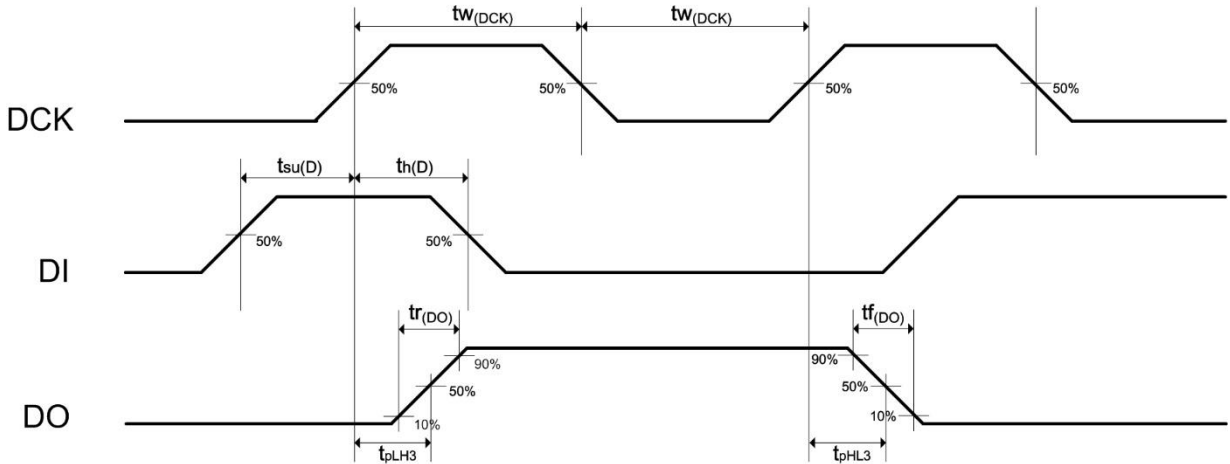 tw(DCK) tw(DCK)
50% 50% 50% 50%
DCK
tsu(D) th(D)
50% 50%
DI
tr(DO) tf(DO)
90% 90%
50% 50%
DO
10% 10%
tpLH3 tpHL3